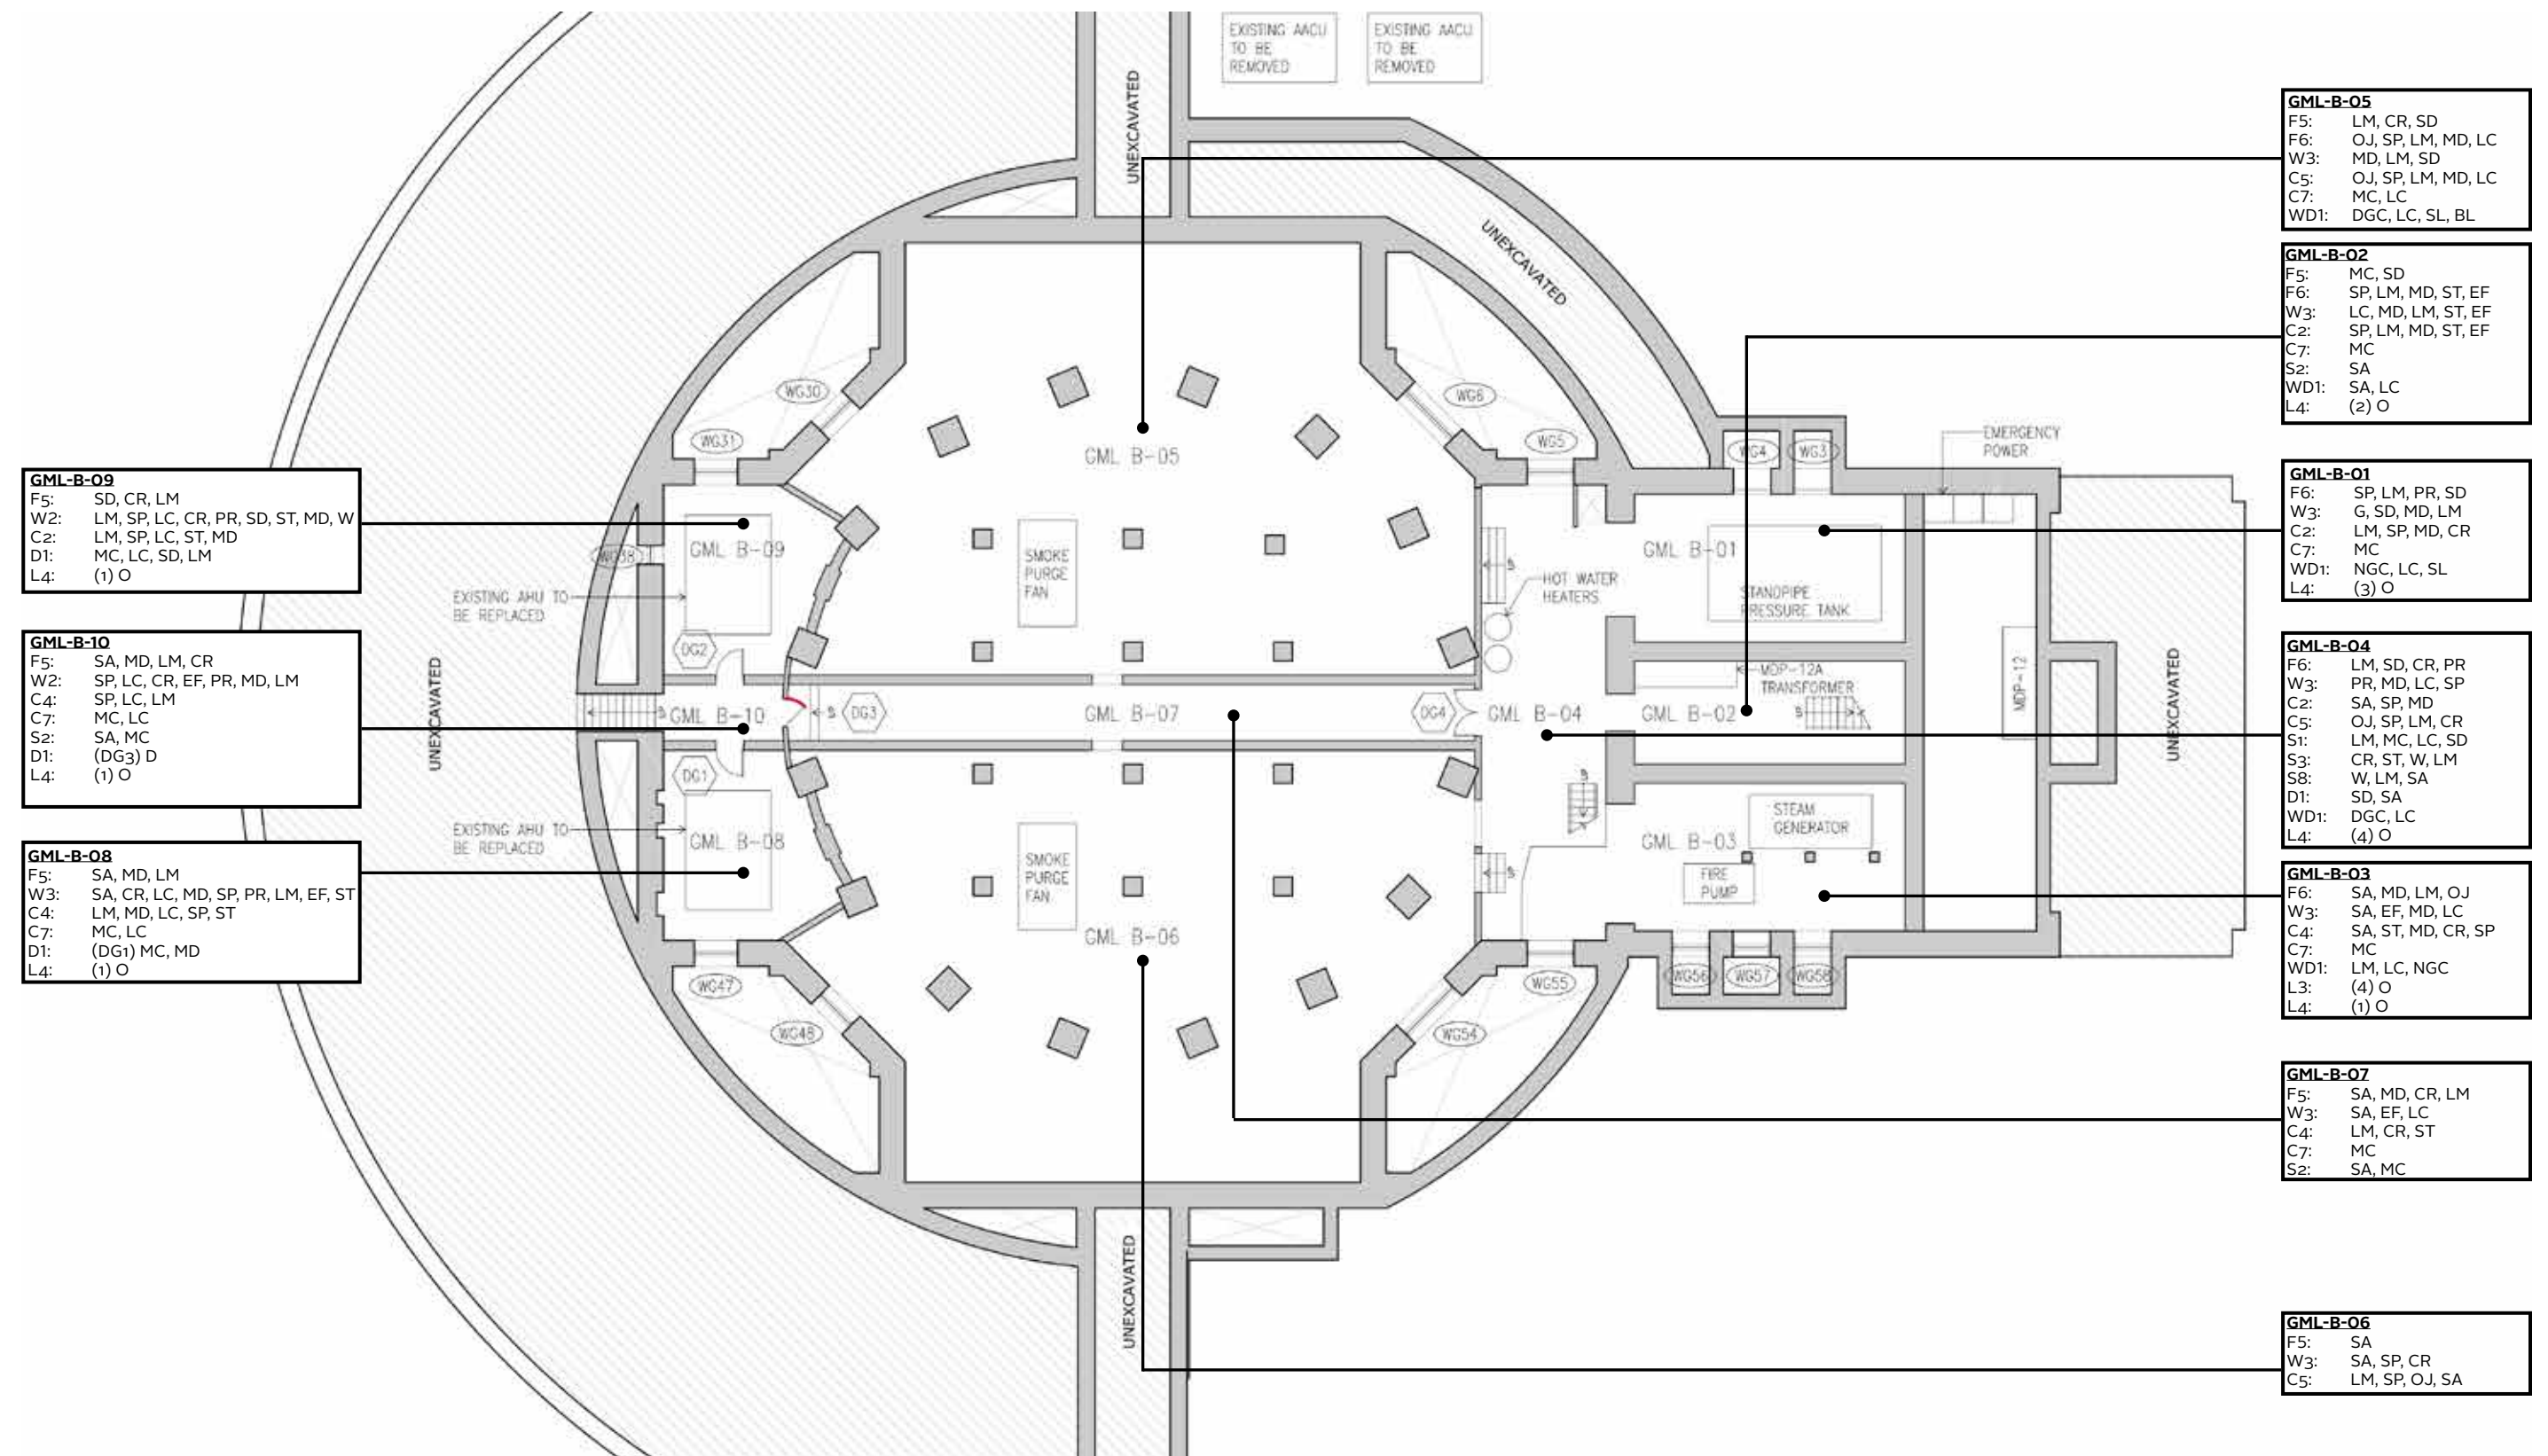 EXISTING AACU
TO BE
REMOVED
EXISTING AACU
TO BE
REMOVED
UNEXCAVATED
UNEXCAVATED
GML-B-05
F5: LM, CR, SD
F6: OJ, SP, LM, MD, LC
W3: MD, LM, SD
C5: OJ, SP, LM, MD, LC
C7: MC, LC
WD1: DGC, LC, SL, BL
GML-B-02
F5: MC, SD
F6: SP, LM, MD, ST, EF
W3: LC, MD, LM, ST, EF
C2: SP, LM, MD, ST, EF
C7: MC
S2: SA
WD1: SA, LC
L4: (2) O
GML-B-01
F6: SP, LM, PR, SD
W3: G, SD, MD, LM
C2: LM, SP, MD, CR
C7: MC
WD1: NGC, LC, SL
L4: (3) O
GML-B-04
F6: LM, SD, CR, PR
W3: PR, MD, LC, SP
C2: SA, SP, MD
C5: OJ, SP, LM, CR
S1: LM, MC, LC, SD
S3: CR, ST, W, LM
S8: W, LM, SA
D1: SD, SA
WD1: DGC, LC
L4: (4) O
GML-B-03
F6: SA, MD, LM, OJ
W3: SA, EF, MD, LC
C4: SA, ST, MD, CR, SP
C7: MC
WD1: LM, LC, NGC
L3: (4) O
L4: (1) O
GML-B-07
F5: SA, MD, CR, LM
W3: SA, EF, LC
C4: LM, CR, ST
C7: MC
S2: SA, MC
GML-B-06
F5: SA
W3: SA, SP, CR
C5: LM, SP, OJ, SA
GML-B-09
F5: SD, CR, LM
W2: LM, SP, LC, CR, PR, SD, ST, MD, W
C2: LM, SP, LC, ST, MD
D1: MC, LC, SD, LM
L4: (1) O
GML-B-10
F5: SA, MD, LM, CR
W2: SP, LC, CR, EF, PR, MD, LM
C4: SP, LC, LM
C7: MC, LC
S2: SA, MC
D1: (DG3) D
L4: (1) O
GML-B-08
F5: SA, MD, LM
W3: SA, CR, LC, MD, SP, PR, LM, EF, ST
C4: LM, MD, LC, SP, ST
C7: MC, LC
D1: (DG1) MC, MD
L4: (1) O
WG30
WG31
WG6
WG5
WG4
WG3
EMERGENCY
POWER
GML B-05
GML B-09
WG38
SMOKE
PURGE
FAN
GML B-01
STANDPIPE
PRESSURE TANK
HOT WATER
HEATERS
S
EXISTING AHU TO
BE REPLACED
DG2
MDP-12A
TRANSFORMER
MDP-12
UNEXCAVATED
S
GML B-10
S
DG3
GML B-07
DG4
GML B-04
GML B-02
S
UNEXCAVATED
DG1
S
STEAM
GENERATOR
EXISTING AHU TO
BE REPLACED
GML B-08
GML B-03
SMOKE
PURGE
FAN
S
FIRE
PUMP
GML B-06
WG47
WG48
WG55
WG54
WG56
WG57
WG58
UNEXCAVATED